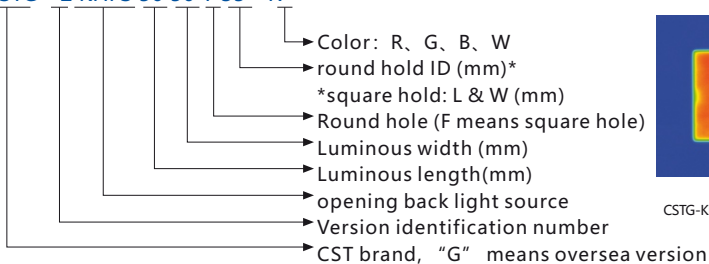 Color: R、G、B、W
round hold ID (mm)*
*square hold: L & W (mm)
Round hole (F means square hole)
Luminous width (mm)
Luminous length(mm)
opening back light source
CSTG-K
Version identification number
CST brand, “G” means oversea version